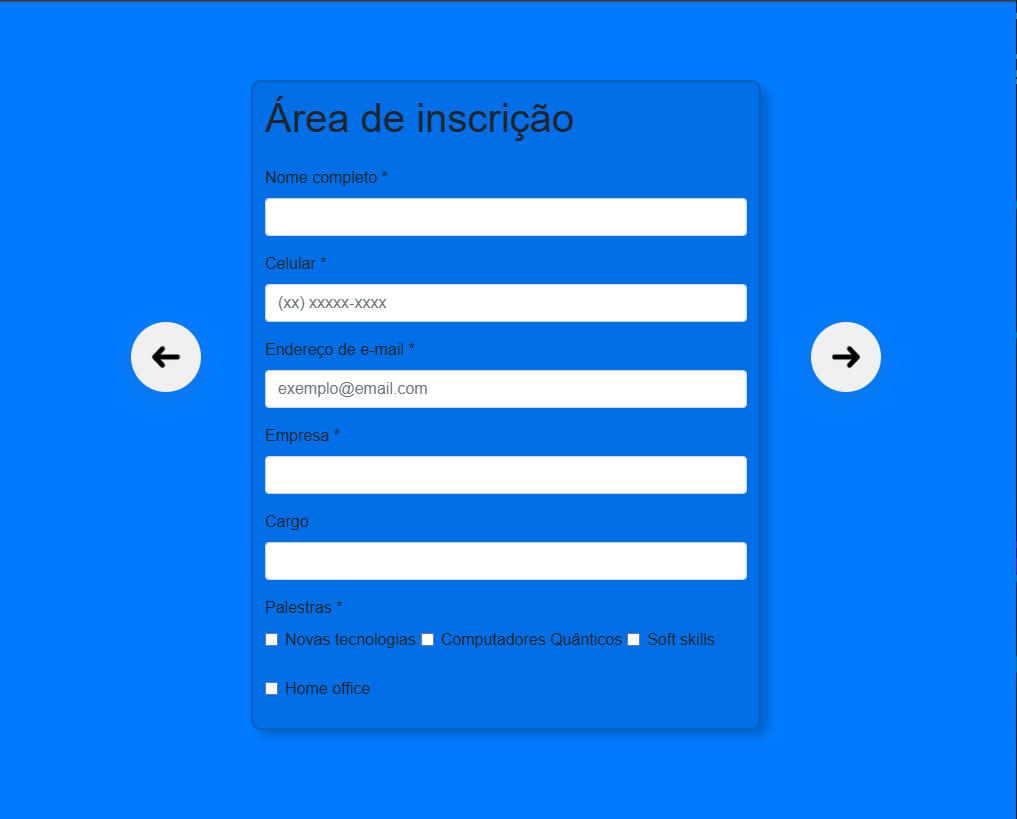 Área de inscrição
Nome completo *
Celular *
(xx) xxxxx-xxxx
Endereço de e-mail *
exemplo@email.com
Empresa *
Cargo
Palestras *
Novas tecnologias Computadores Quânticos Soft skills
Home office